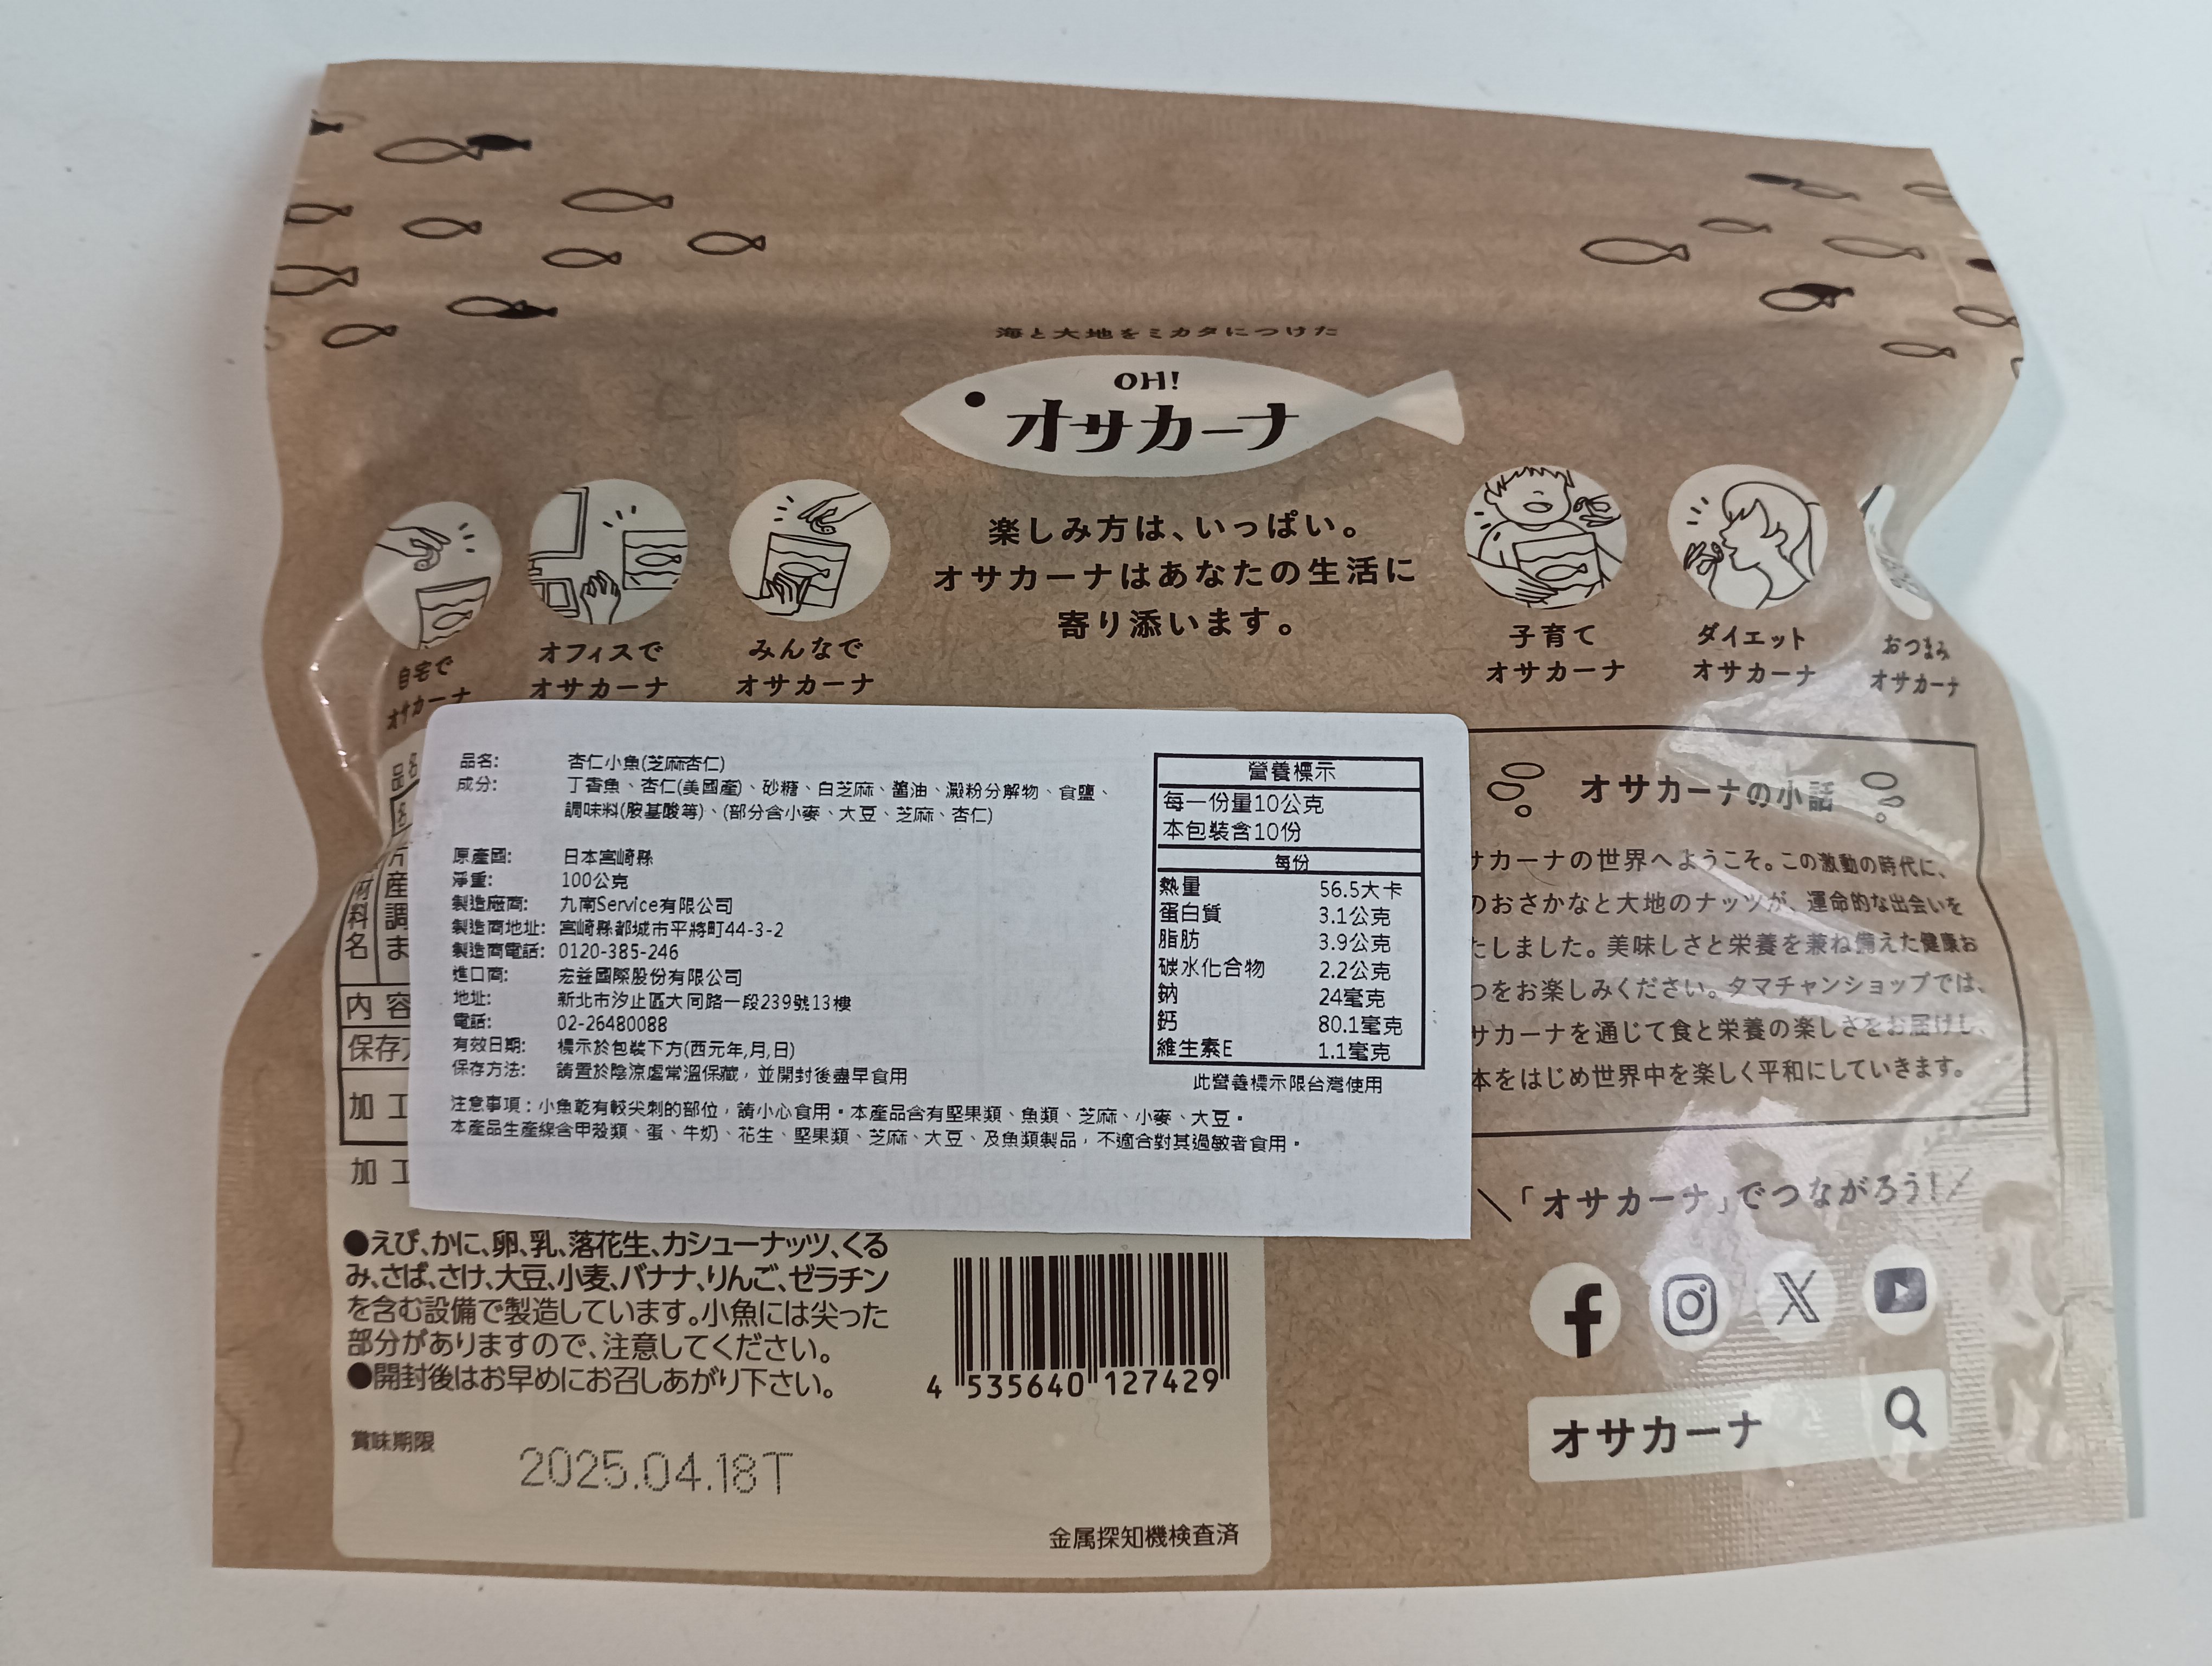 海と大地をミカタにつけた
OH!
オサカーナ
楽しみ方は、いっぱい。
オサカーナはあなたの生活に
寄り添います。
自宅で
オサカーナ
オフィスで
オサカーナ
みんなで
オサカーナ
子育て
オサカーナ
ダイエット
オサカーナ
おつまみ
オサカーナ
品名: 杏仁小魚(芝麻杏仁)
成分: 丁香魚、杏仁(美國產)、砂糖、白芝麻、醬油、澱粉分解物、食鹽、
調味料(胺基酸等)、(部分含小麥、大豆、芝麻、杏仁)
原產國: 日本宮崎縣
淨重: 100公克
製造廠商: 九南Service有限公司
製造商地址: 宮崎縣都城市平將町44-3-2
製造商電話: 0120-385-246
進口商: 宏益國際股份有限公司
地址: 新北市汐止區大同路一段239號13樓
電話: 02-26480088
有效日期: 標示於包裝下方(西元年,月,日)
保存方法: 請置於陰涼處常溫保藏，並開封後盡早食用
注意事項：小魚乾有較尖刺的部位，請小心食用。本產品含有堅果類、魚類、芝麻、小麥、大豆。
本產品生產線含甲殼類、蛋、牛奶、花生、堅果類、芝麻、大豆、及魚類製品，不適合對其過敏者食用。
營養標示
每一份量10公克
本包裝含10份
每份
熱量 56.5大卡
蛋白質 3.1公克
脂肪 3.9公克
碳水化合物 2.2公克
鈉 24毫克
鈣 80.1毫克
維生素E 1.1毫克
此營養標示限台灣使用
品名
材料名
産
調
ま
内 容
保存
加 工
加 工
●えび、かに、卵、乳、落花生、カシューナッツ、くる
み、さば、さけ、大豆、小麦、バナナ、りんご、ゼラチン
を含む設備で製造しています。小魚には尖った
部分がありますので、注意してください。
●開封後はお早めにお召しあがり下さい。
4 535640 127429
賞味期限
2025.04.18T
金属探知機検査済
オサカーナの小話
サカーナの世界へようこそ。この激動の時代に、
のおさかなと大地のナッツが、運命的な出会いを
たしました。美味しさと栄養を兼ね備えた健康お
つをお楽しみください。タマチャンショップでは、
サカーナを通じて食と栄養の楽しさをお届けし、
本をはじめ世界中を楽しく平和にしていきます。
＼「オサカーナ」でつながろう!／
オサカーナ